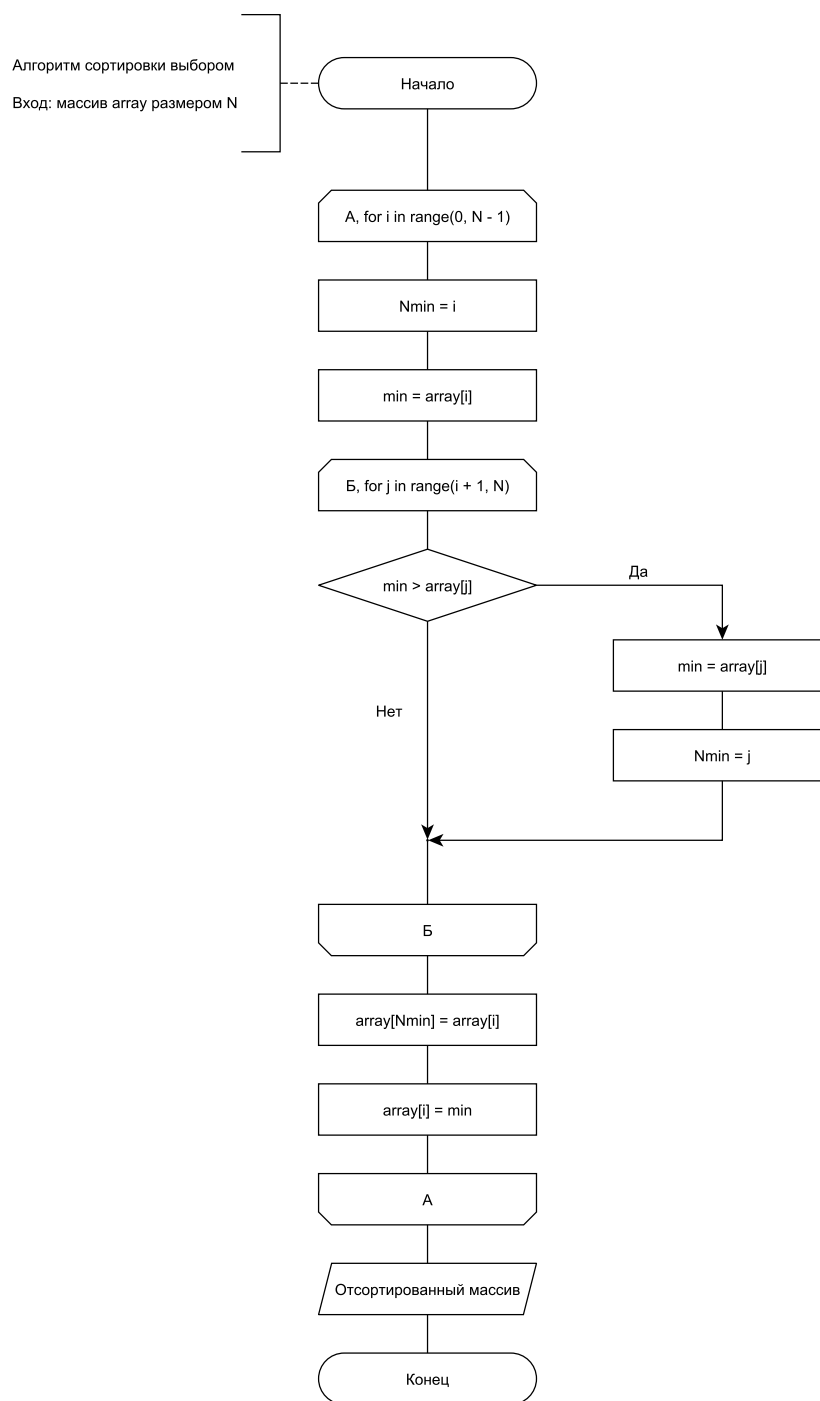 Алгоритм сортировки выбором
Вход: массив array размером N
Начало
А, for i in range(0, N - 1)
Nmin = i
min = array[i]
Б, for j in range(i + 1, N)
min > array[j]
Да
min = array[j]
Нет
Nmin = j
Б
array[Nmin] = array[i]
array[i] = min
А
Отсортированный массив
Конец